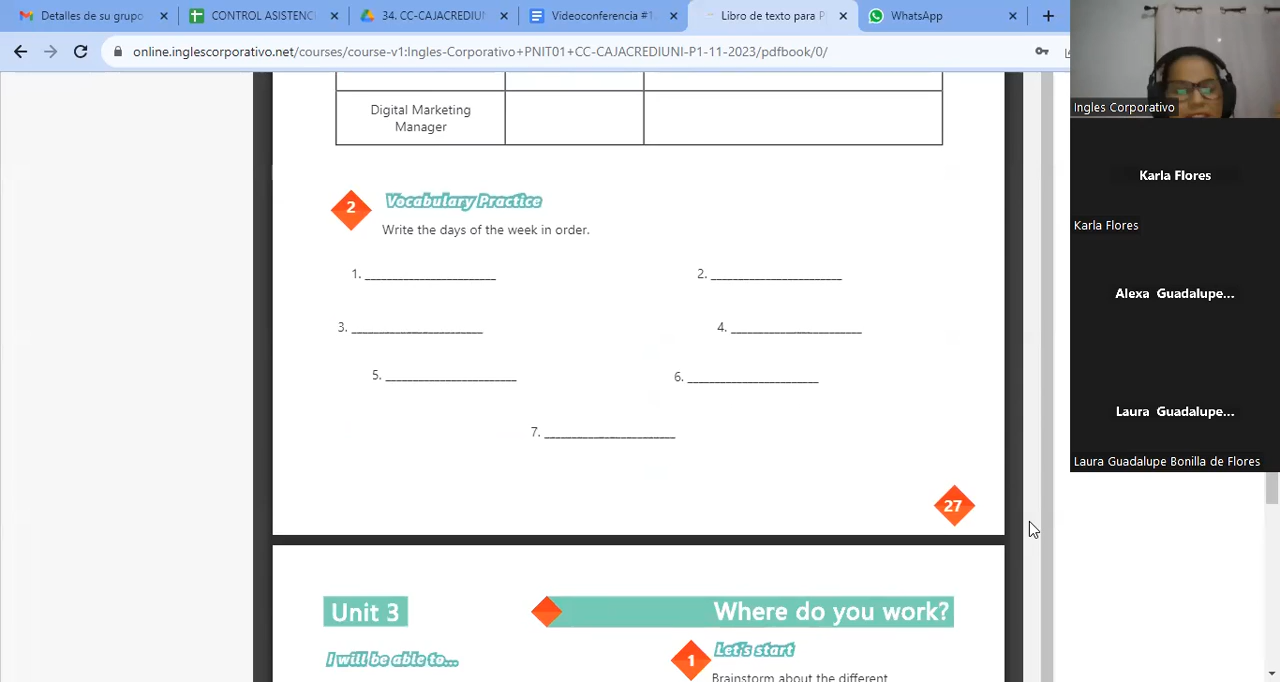 Detalles de su grupo
CONTROL ASISTENC
34. CC-CAJACREDIUN
Videoconferencia #1
Libro de texto para P
WhatsApp
online.inglescorporativo.net/courses/course-v1:Ingles-Corporativo+PNIT01+CC-CAJACREDIUNI-P1-11-2023/pdfbook/0/
Digital Marketing
Manager
2 Vocabulary Practice
Write the days of the week in order.
1. ____________________
2. ____________________
3. ____________________
4. ____________________
5. ____________________
6. ____________________
7. ____________________
27
Unit 3
Where do you work?
I will be able to...
1 Let's start
Brainstorm about the different
Ingles Corporativo
Karla Flores
Karla Flores
Alexa Guadalupe...
Laura Guadalupe...
Laura Guadalupe Bonilla de Flores